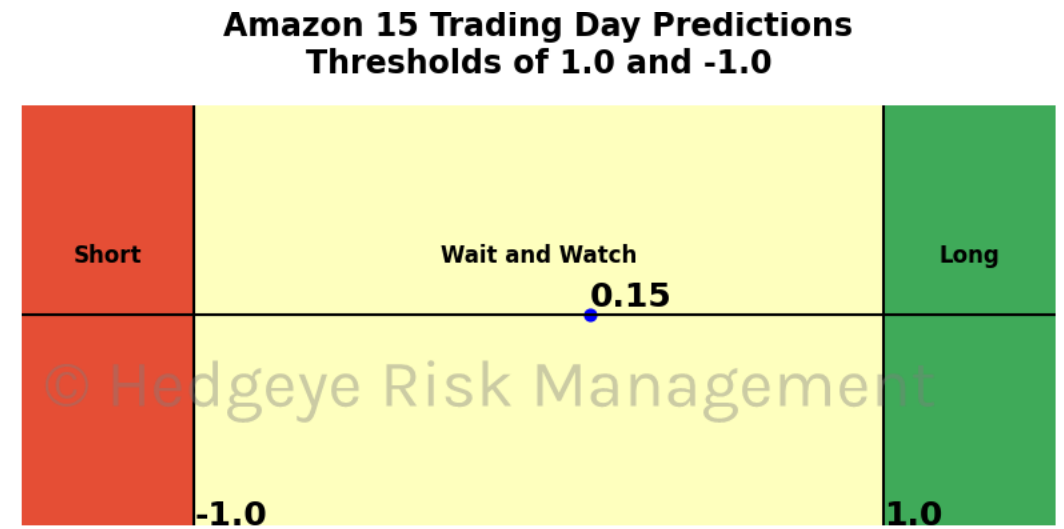 Amazon 15 Trading Day Predictions
Thresholds of 1.0 and -1.0
Short
Wait and Watch
Long
0.15
© Hedgeye Risk Management
-1.0
1.0